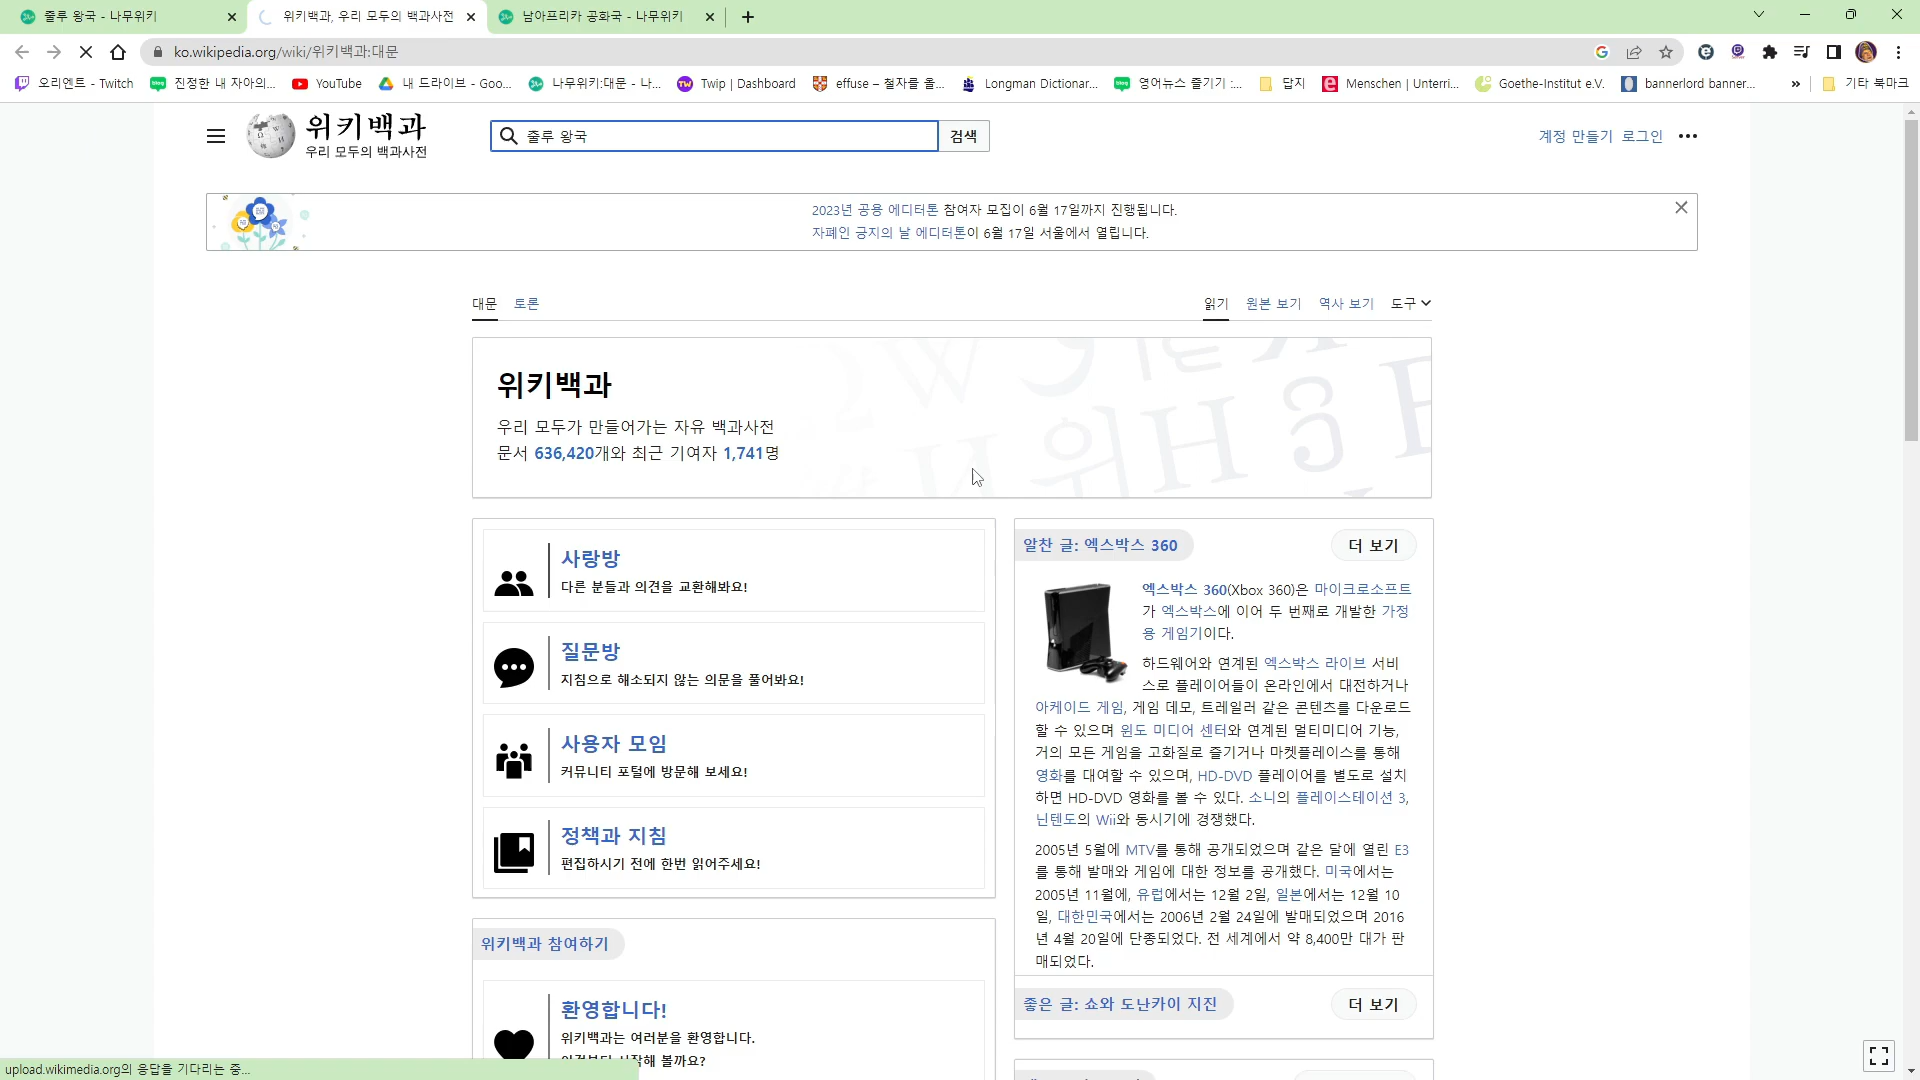 줄루 왕국 - 나무위키
위키백과, 우리 모두의 백과사전
남아프리카 공화국 - 나무위키
ko.wikipedia.org/wiki/위키백과:대문
오리엔트 - Twitch
진정한 내 자아의...
YouTube
내 드라이브 - Goo...
나무위키:대문 - 나...
Twip | Dashboard
effuse – 철자를 올...
Longman Dictionar...
영어뉴스 즐기기 :...
답지
Menschen | Unterri...
Goethe-Institut e.V.
bannerlord banner...
»
기타 북마크
위키백과
우리 모두의 백과사전
줄루 왕국
검색
계정 만들기 로그인
2023년 공용 에디터톤 참여자 모집이 6월 17일까지 진행됩니다.
자폐인 긍지의 날 에디터톤이 6월 17일 서울에서 열립니다.
대문 토론
읽기 원본 보기 역사 보기 도구
위키백과
우리 모두가 만들어가는 자유 백과사전
문서 636,420개와 최근 기여자 1,741명
사랑방
다른 분들과 의견을 교환해봐요!
질문방
지침으로 해소되지 않는 의문을 풀어봐요!
사용자 모임
커뮤니티 포털에 방문해 보세요!
정책과 지침
편집하시기 전에 한번 읽어주세요!
위키백과 참여하기
환영합니다!
위키백과는 여러분을 환영합니다.
알찬 글: 엑스박스 360
더 보기
엑스박스 360(Xbox 360)은 마이크로소프트
가 엑스박스에 이어 두 번째로 개발한 가정
용 게임기이다.
하드웨어와 연계된 엑스박스 라이브 서비
스로 플레이어들이 온라인에서 대전하거나
아케이드 게임, 게임 데모, 트레일러 같은 콘텐츠를 다운로드
할 수 있으며 윈도 미디어 센터와 연계된 멀티미디어 기능,
거의 모든 게임을 고화질로 즐기거나 마켓플레이스를 통해
영화를 대여할 수 있으며, HD-DVD 플레이어를 별도로 설치
하면 HD-DVD 영화를 볼 수 있다. 소니의 플레이스테이션 3,
닌텐도의 Wii와 동시기에 경쟁했다.
2005년 5월에 MTV를 통해 공개되었으며 같은 달에 열린 E3
를 통해 발매와 게임에 대한 정보를 공개했다. 미국에서는
2005년 11월에, 유럽에서는 12월 2일, 일본에서는 12월 10
일, 대한민국에서는 2006년 2월 24일에 발매되었으며 2016
년 4월 20일에 단종되었다. 전 세계에서 약 8,400만 대가 판
매되었다.
좋은 글: 쇼와 도난카이 지진
더 보기
upload.wikimedia.org의 응답을 기다리는 중...